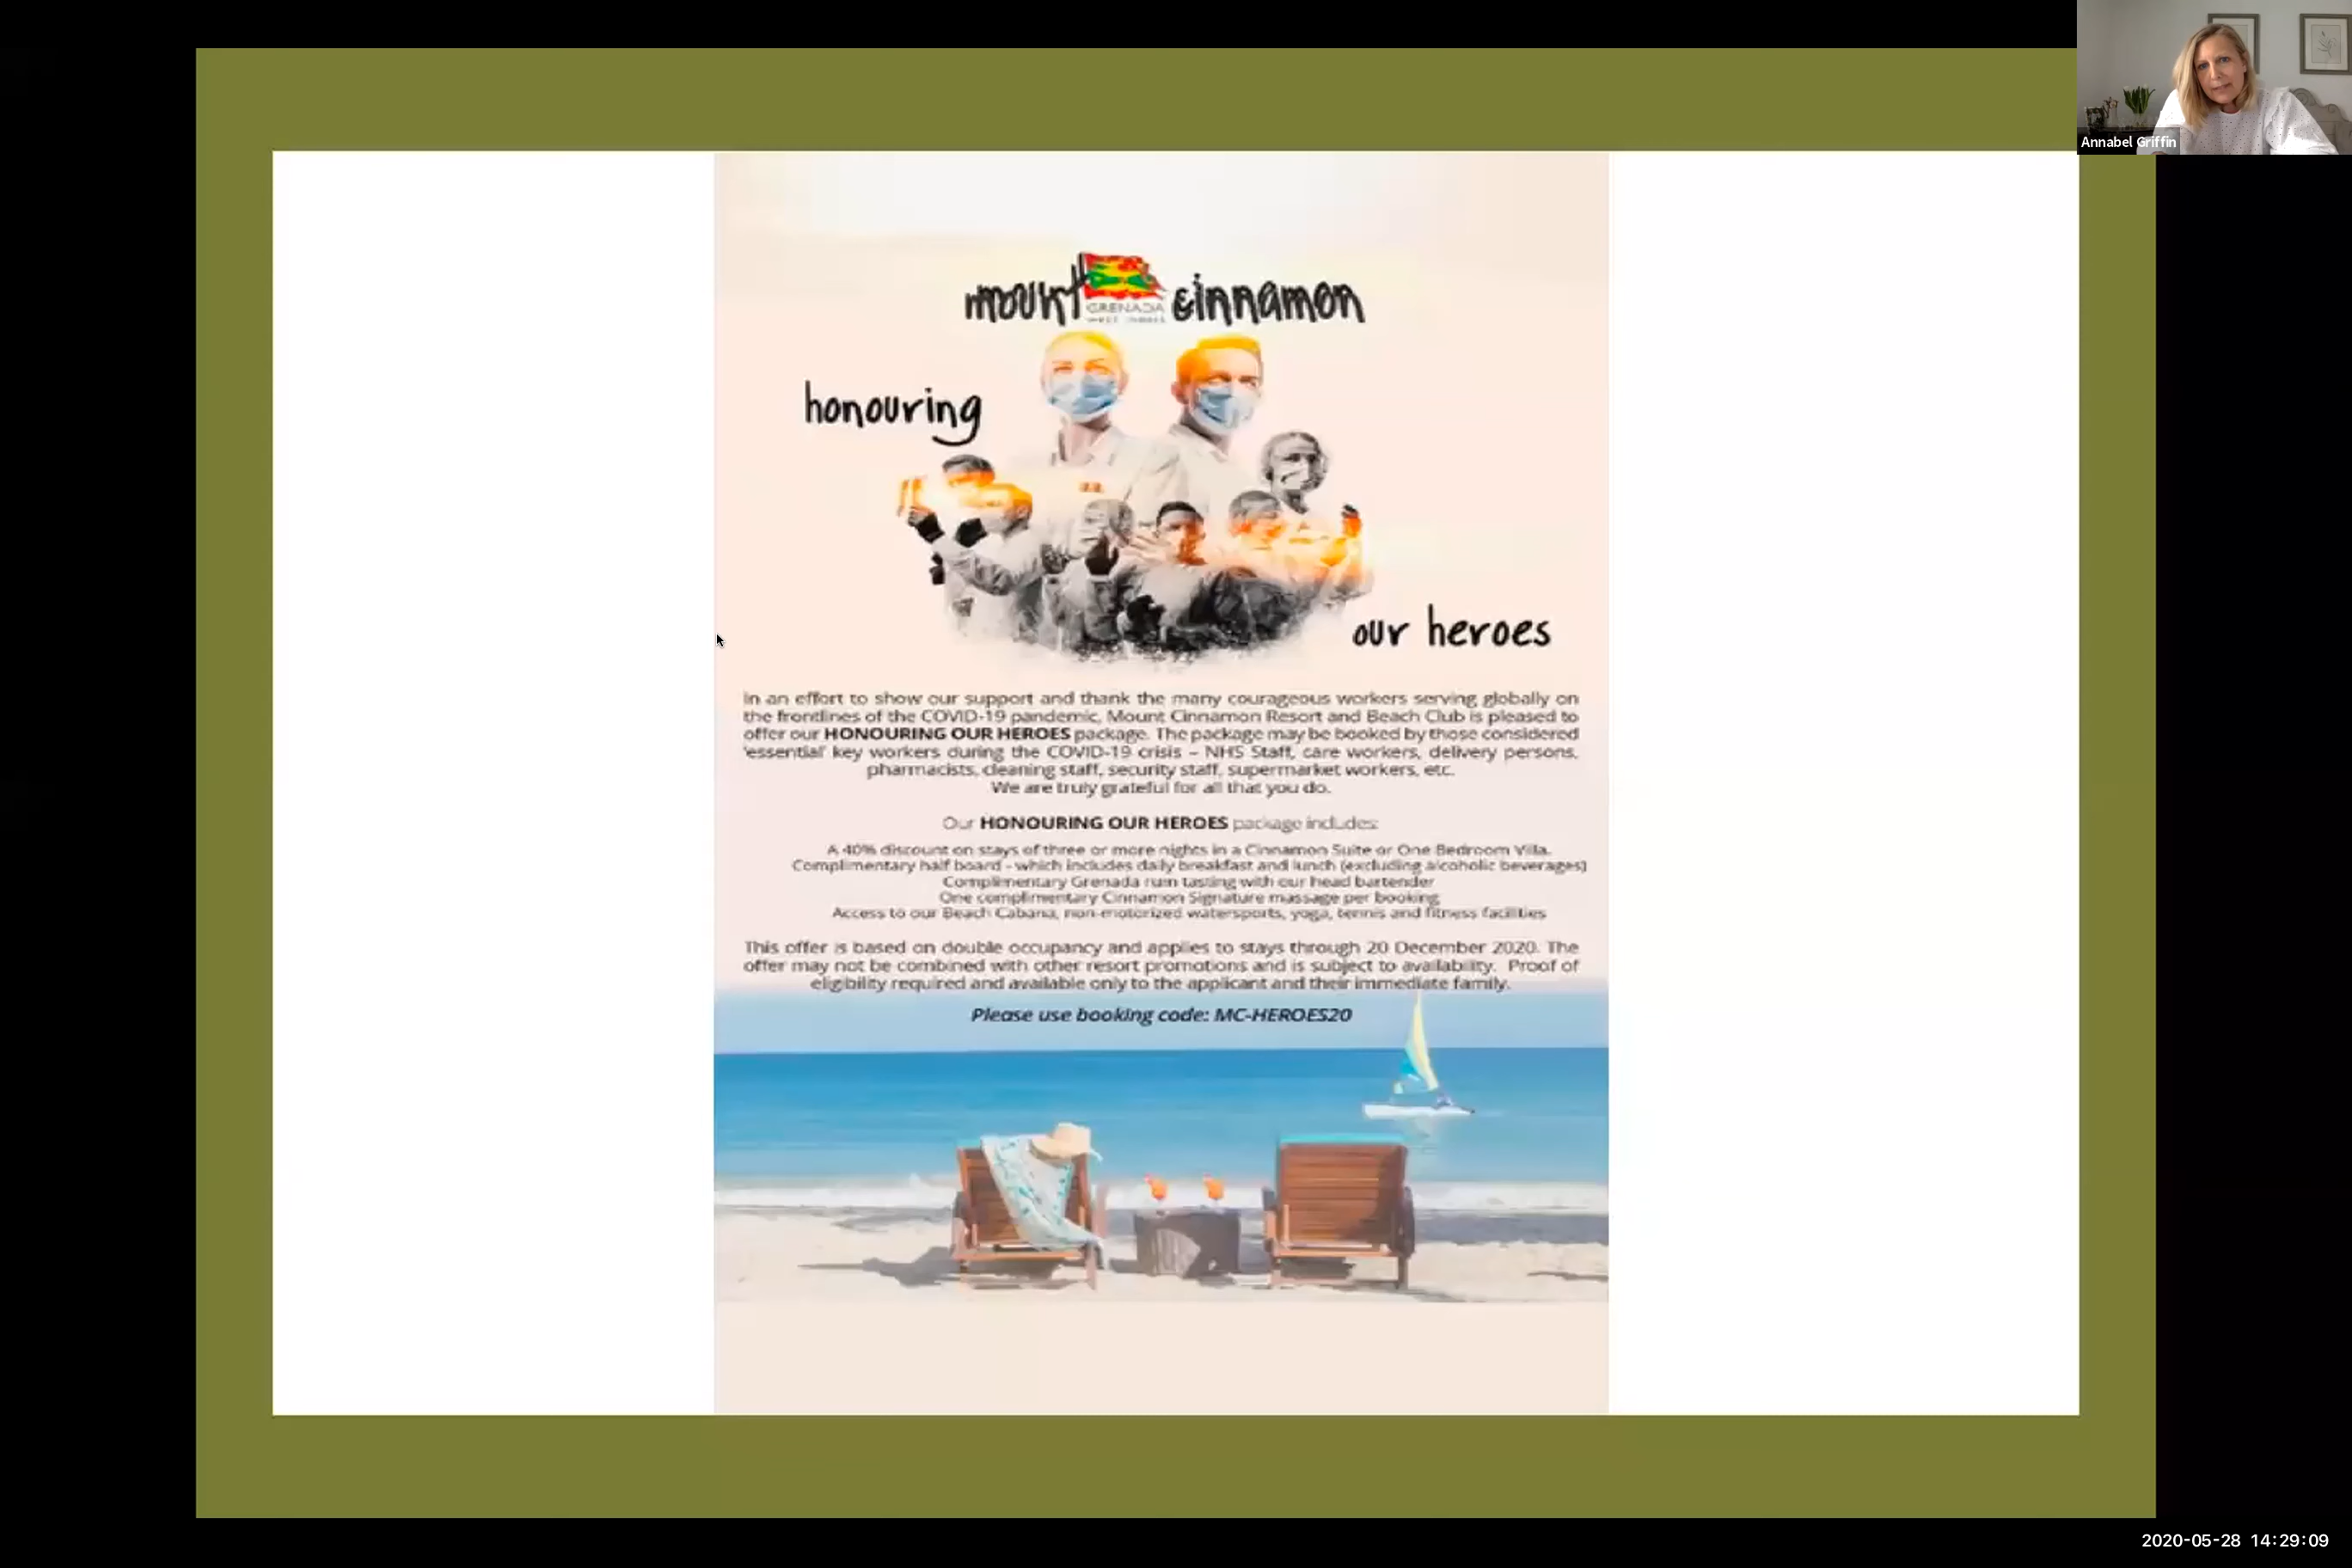 Annabel Griffin
mount cinnamon
GRENADA
honouring
our heroes
In an effort to show our support and thank the many courageous workers serving globally on
the frontlines of the COVID-19 pandemic, Mount Cinnamon Resort and Beach Club is pleased to
offer our HONOURING OUR HEROES package. The package may be booked by those considered
'essential' key workers during the COVID-19 crisis – NHS Staff, care workers, delivery persons,
pharmacists, cleaning staff, security staff, supermarket workers, etc.
We are truly grateful for all that you do.
Our HONOURING OUR HEROES package includes:
A 40% discount on stays of three or more nights in a Cinnamon Suite or One Bedroom Villa.
Complimentary half board - which includes daily breakfast and lunch (excluding alcoholic beverages)
Complimentary Grenada rum tasting with our head bartender
One complimentary Cinnamon Signature massage per booking
Access to our Beach Cabana, non-motorized watersports, yoga, tennis and fitness facilities
This offer is based on double occupancy and applies to stays through 20 December 2020. The
offer may not be combined with other resort promotions and is subject to availability. Proof of
eligibility required and available only to the applicant and their immediate family.
Please use booking code: MC-HEROES20
2020-05-28 14:29:09